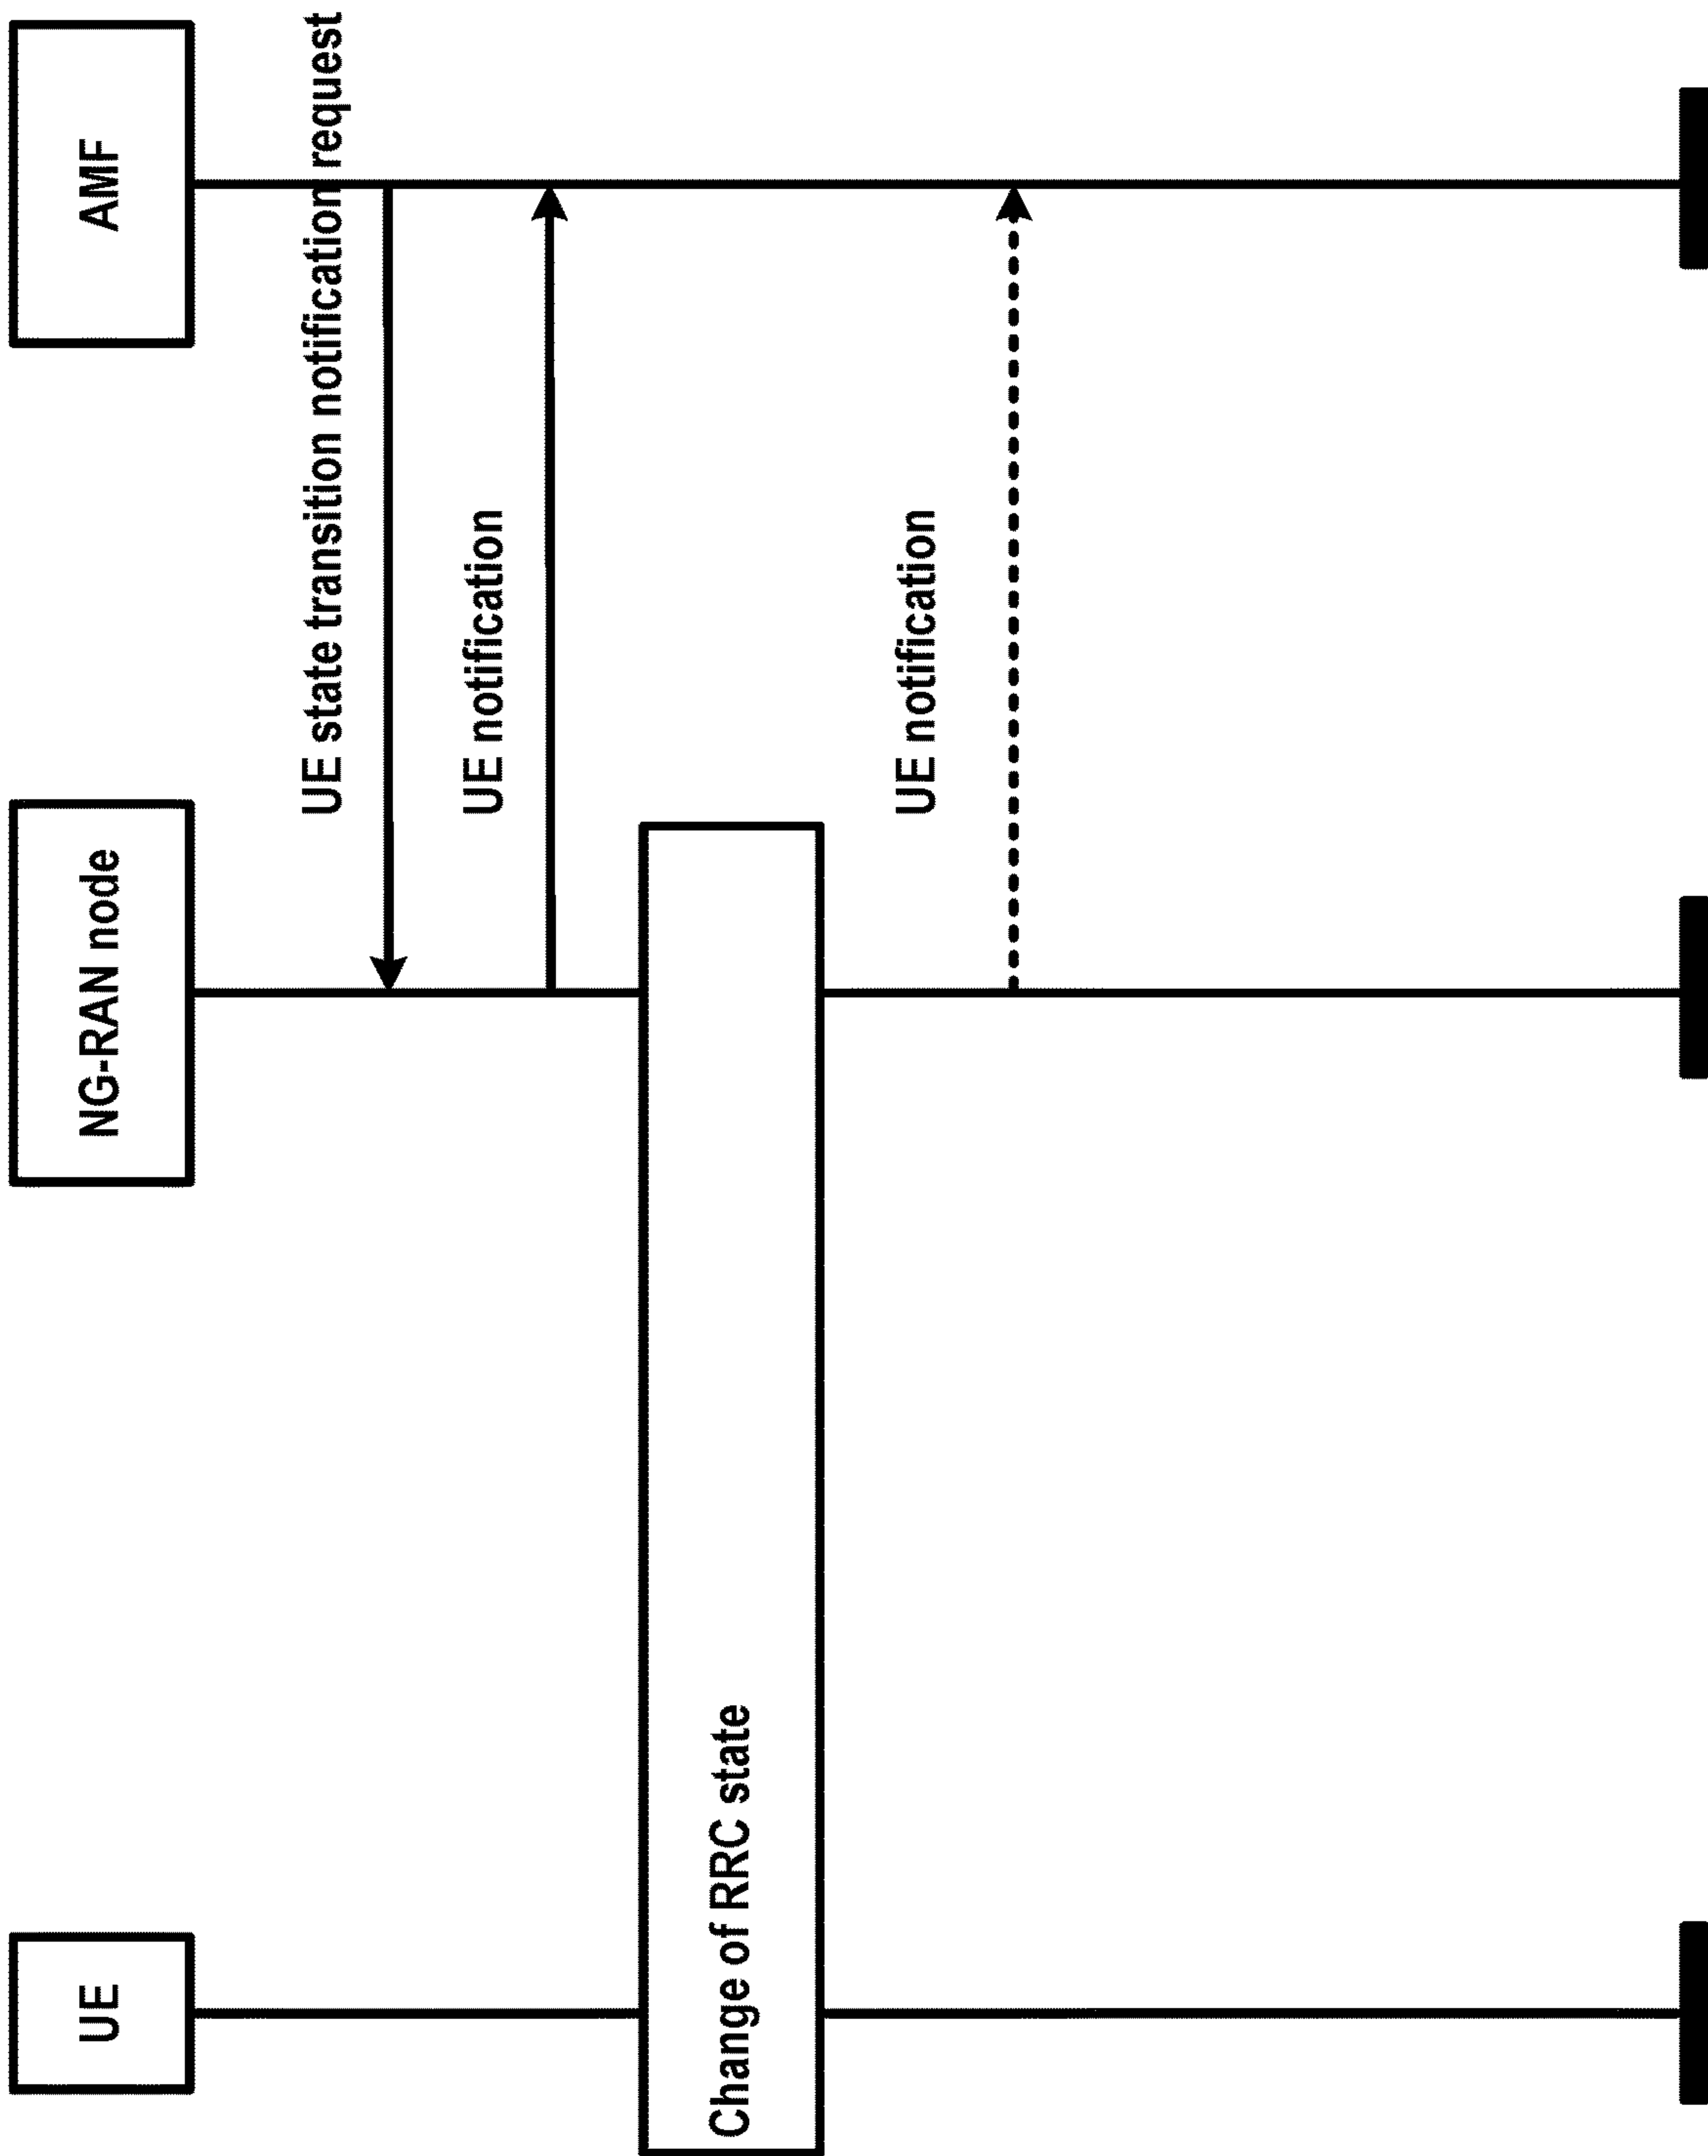 UE
NG-RAN node
AMF
UE state transition notification request
UE notification
Change of RRC state
UE notification